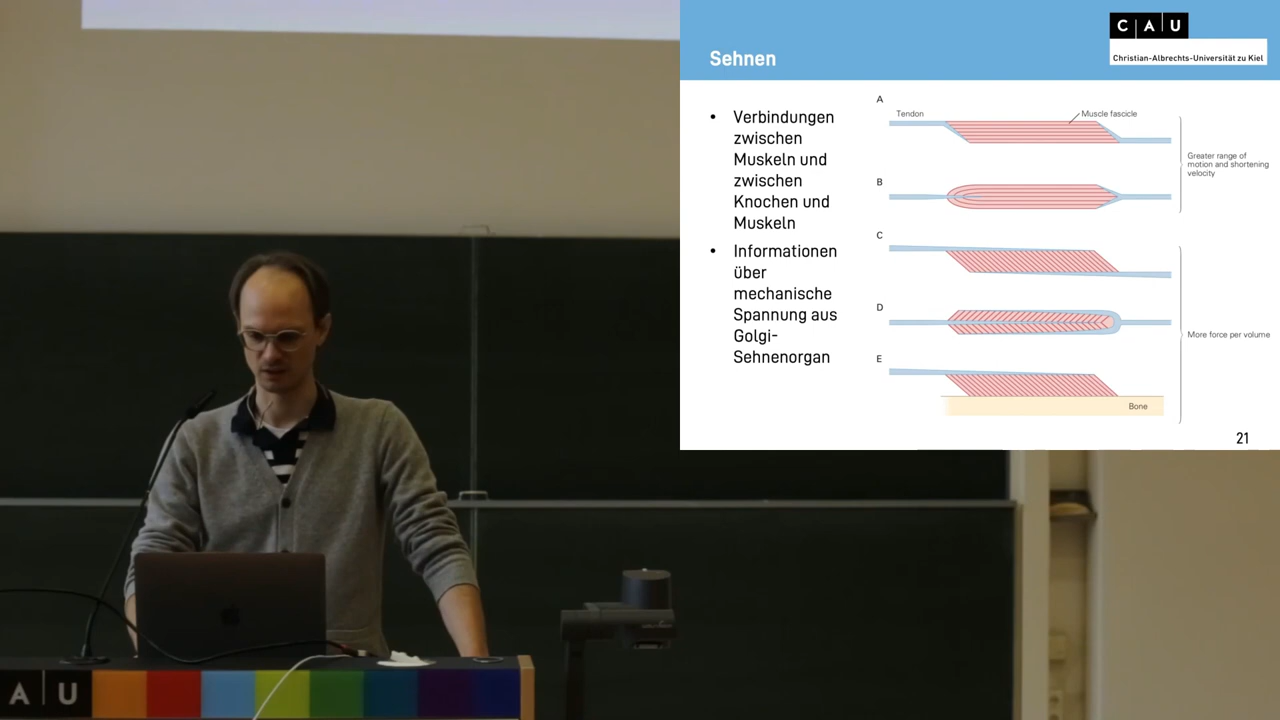 Sehnen
C A U
Christian-Albrechts-Universität zu Kiel
• Verbindungen
zwischen
Muskeln und
zwischen
Knochen und
Muskeln
• Informationen
über
mechanische
Spannung aus
Golgi-
Sehnenorgan
A
Tendon
Muscle fascicle
B
Greater range of
motion and shortening
velocity
C
D
More force per volume
E
Bone
21
A U